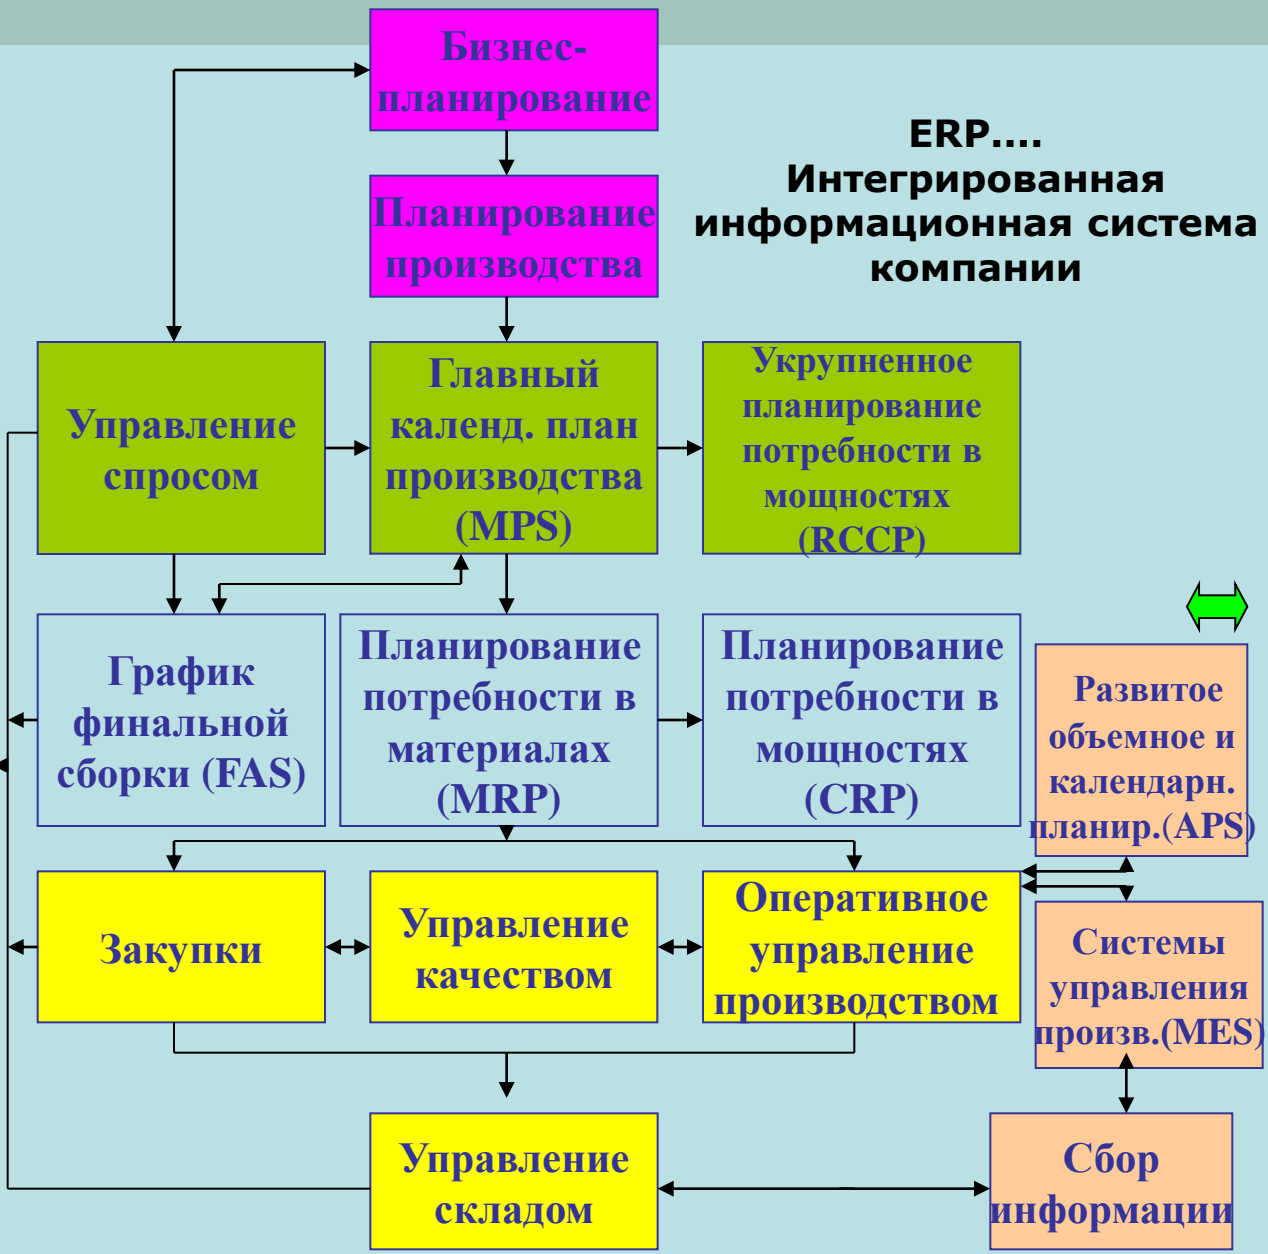 Бизнес-
планирование
ERP....
Интегрированная
информационная система
компании
Планирование
производства
Управление
спросом
Главный
календ. план
производства
(MPS)
Укрупненное
планирование
потребности в
мощностях
(RCCP)
График
финальной
сборки (FAS)
Планирование
потребности в
материалах
(MRP)
Планирование
потребности в
мощностях
(CRP)
Развитое
объемное и
календарн.
планир.(APS)
Закупки
Управление
качеством
Оперативное
управление
производством
Системы
управления
произв.(MES)
Управление
складом
Сбор
информации